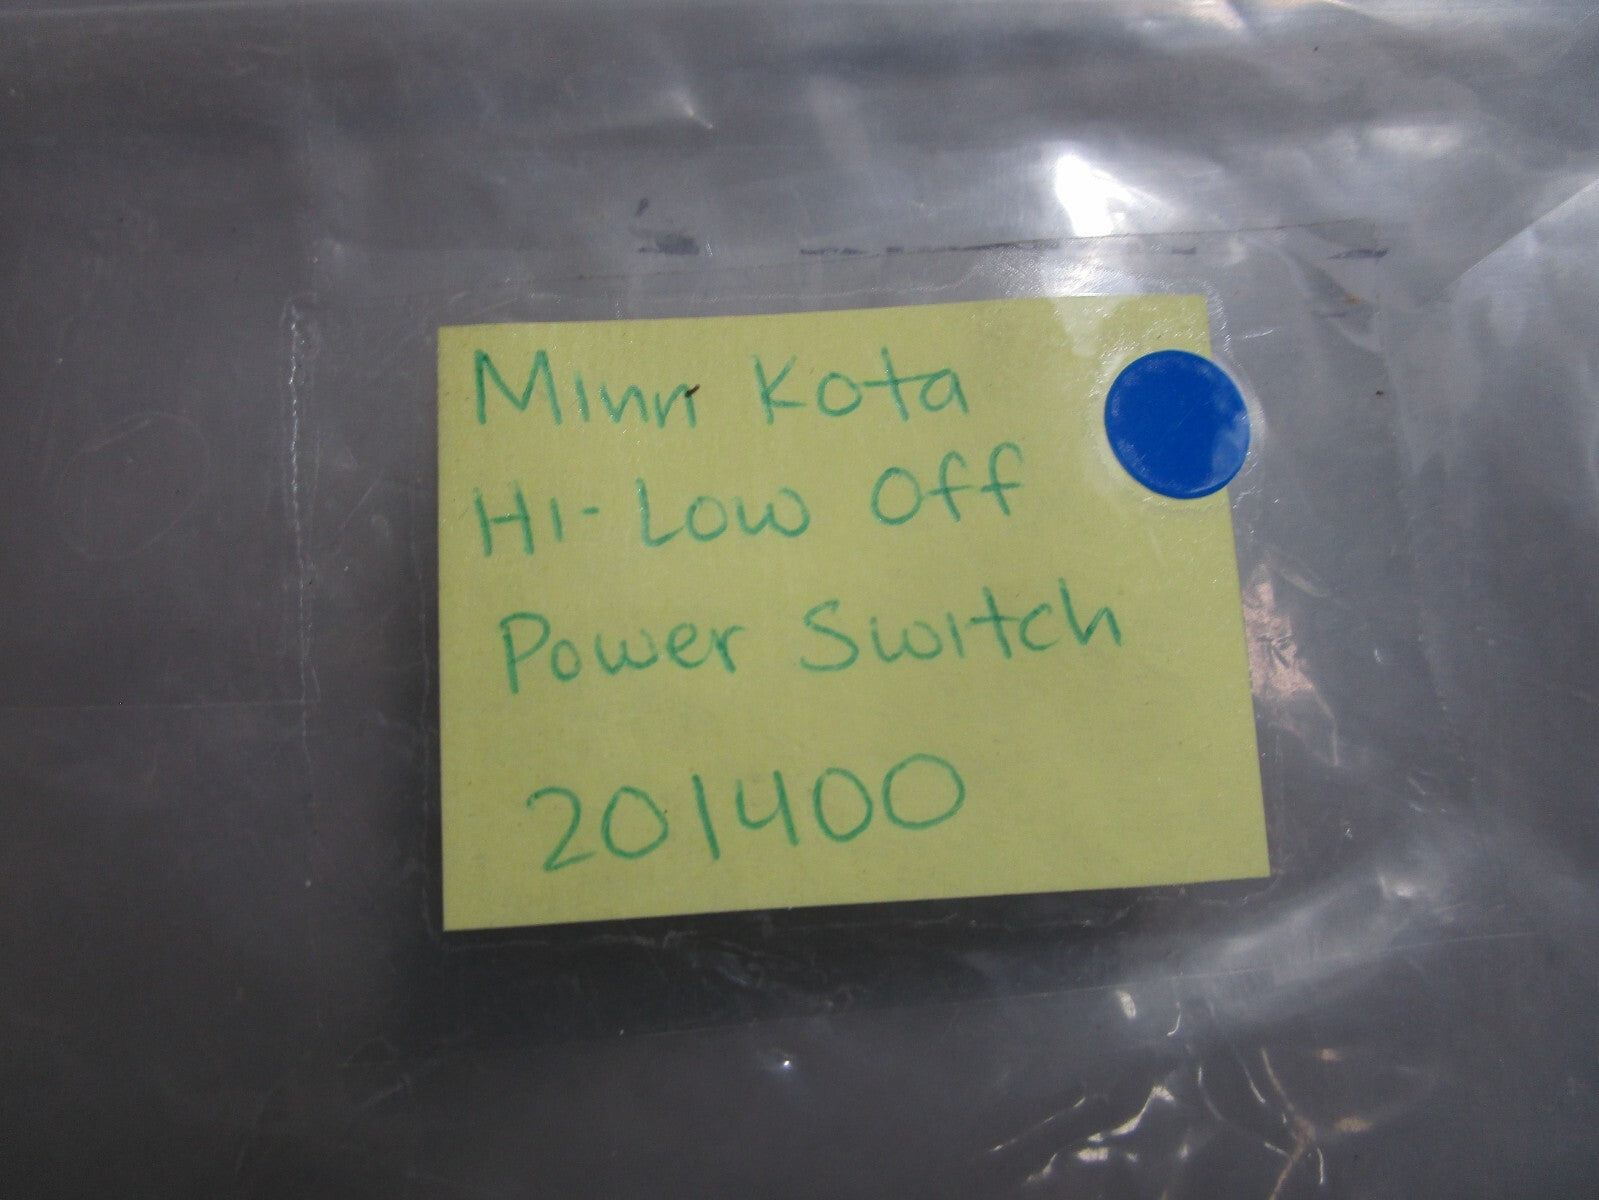 Minn Kota
Hi-Low Off
Power Switch
201400